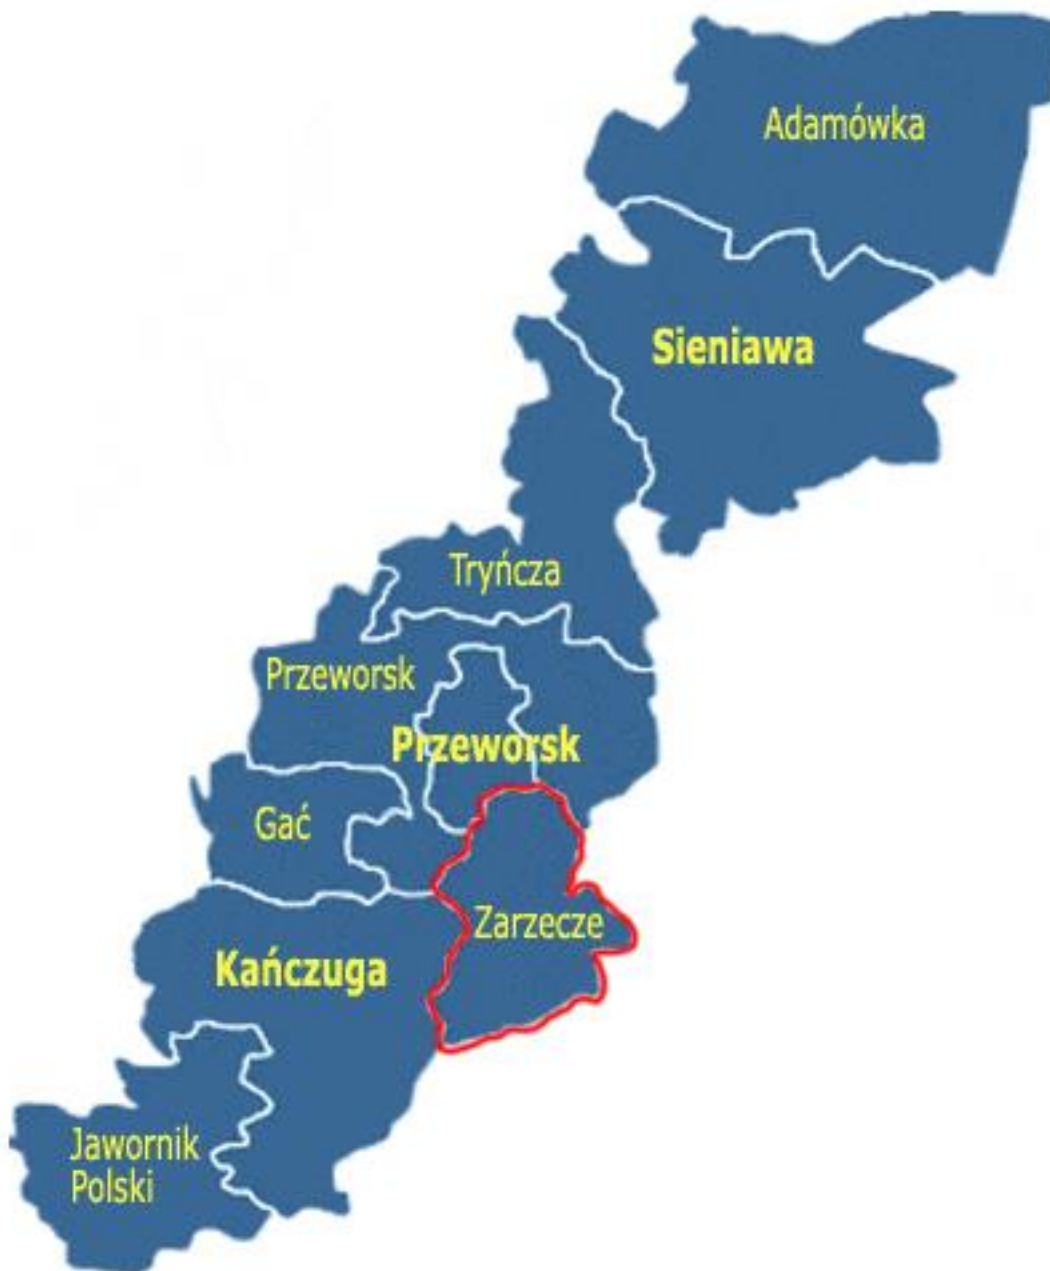 Adamówka
Sieniawa
Tryńcza
Przeworsk
Przeworsk
Gać
Zarzecze
Kańczuga
Jawornik
Polski